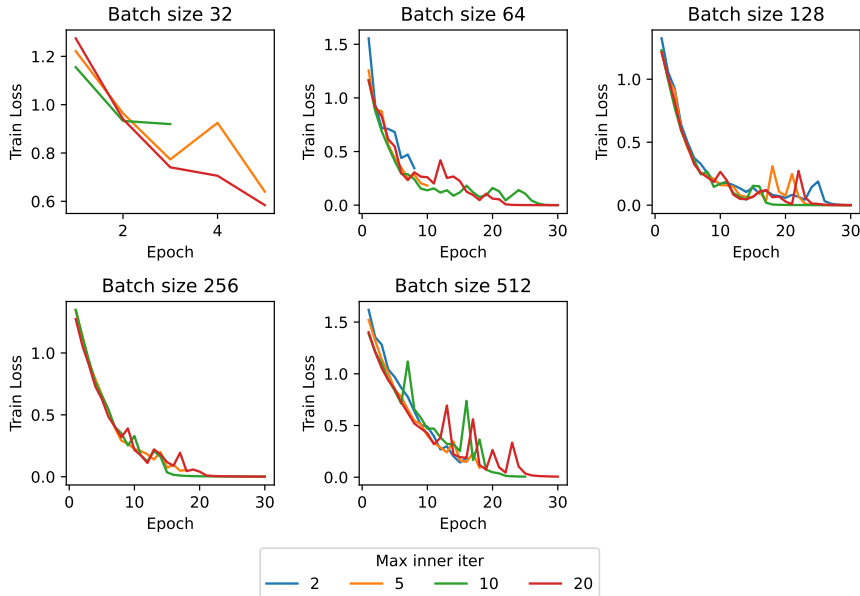 Batch size 32
Train Loss
1.2
1.0
0.8
0.6
2
4
Epoch
Batch size 64
Train Loss
1.5
1.0
0.5
0.0
0
10
20
30
Epoch
Batch size 128
Train Loss
1.0
0.5
0.0
0
10
20
30
Epoch
Batch size 256
Train Loss
1.0
0.5
0.0
0
10
20
30
Epoch
Batch size 512
Train Loss
1.5
1.0
0.5
0.0
0
10
20
30
Epoch
Max inner iter
2
5
10
20